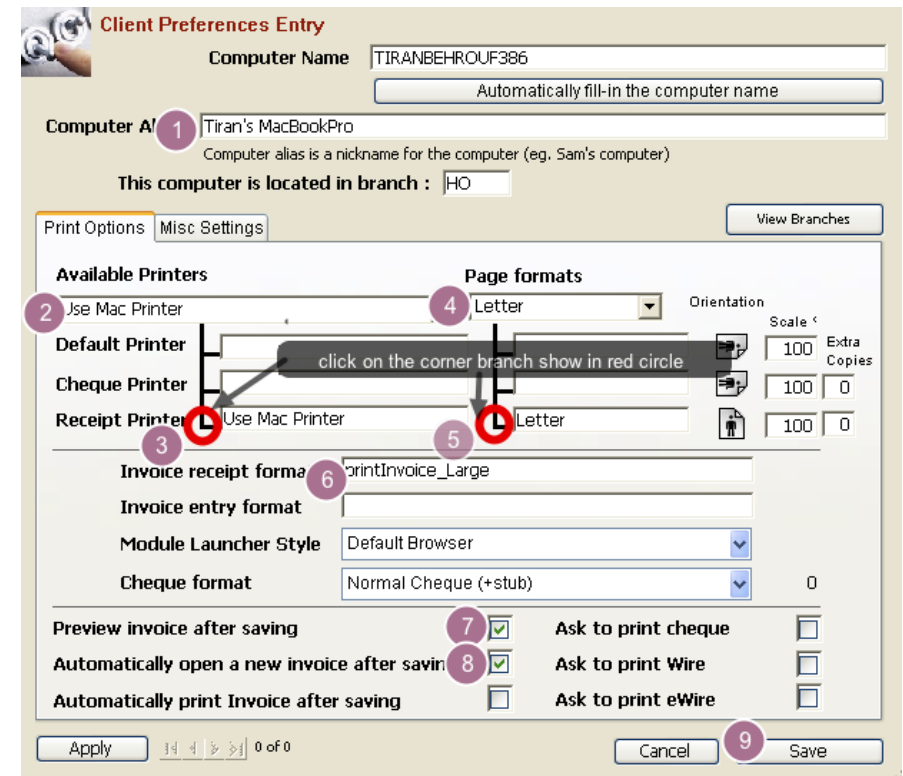 Client Preferences Entry
Computer Name TIRANBEHROUF386
Automatically fill-in the computer name
Computer Al 1 Tiran's MacBookPro
Computer alias is a nickname for the computer (eg. Sam's computer)
This computer is located in branch : HO
Print Options Misc Settings View Branches
Available Printers Page formats
2 Use Mac Printer 4 Letter Orientation
Scale
Default Printer 100 Extra Copies
click on the corner branch show in red circle
Cheque Printer 100 0
Receipt Printer Use Mac Printer Letter 100 0
3 5
Invoice receipt forma 6 printInvoice_Large
Invoice entry format
Module Launcher Style Default Browser
Cheque format Normal Cheque (+stub) 0
Preview invoice after saving 7 Ask to print cheque
Automatically open a new invoice after savin 8 Ask to print Wire
Automatically print Invoice after saving Ask to print eWire
Apply 0 of 0 Cancel 9 Save